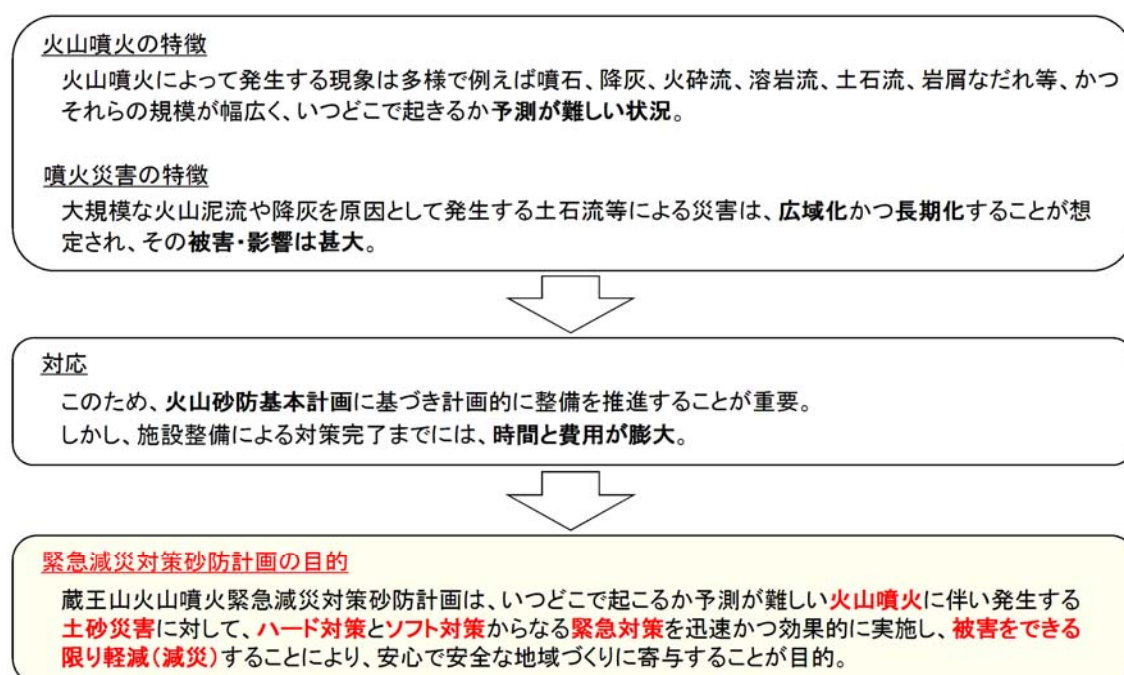 火山噴火の特徴
火山噴火によって発生する現象は多様で例えば噴石、降灰、火砕流、溶岩流、土石流、岩屑なだれ等、かつ
それらの規模が幅広く、いつどこで起きるか予測が難しい状況。
噴火災害の特徴
大規模な火山泥流や降灰を原因として発生する土石流等による災害は、広域化かつ長期化することが想
定され、その被害・影響は甚大。
対応
このため、火山砂防基本計画に基づき計画的に整備を推進することが重要。
しかし、施設整備による対策完了までには、時間と費用が膨大。
緊急減災対策砂防計画の目的
蔵王山火山噴火緊急減災対策砂防計画は、いつどこで起こるか予測が難しい火山噴火に伴い発生する
土砂災害に対して、ハード対策とソフト対策からなる緊急対策を迅速かつ効果的に実施し、被害をできる
限り軽減(減災)することにより、安心で安全な地域づくりに寄与することが目的。